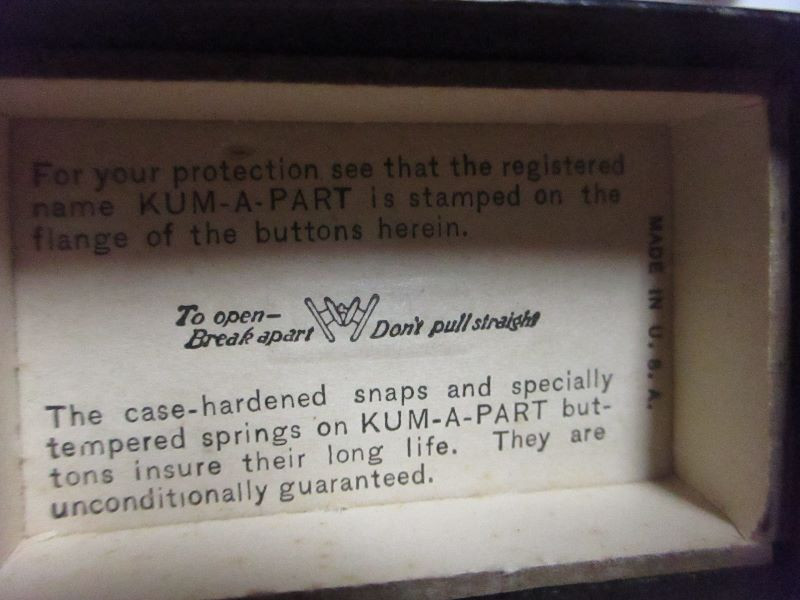 For your protection see that the registered
name KUM-A-PART is stamped on the
flange of the buttons herein.
To open—
Break apart
Don't pull straight
The case-hardened snaps and specially
tempered springs on KUM-A-PART but-
tons insure their long life. They are
unconditionally guaranteed.
MADE IN U.S.A.